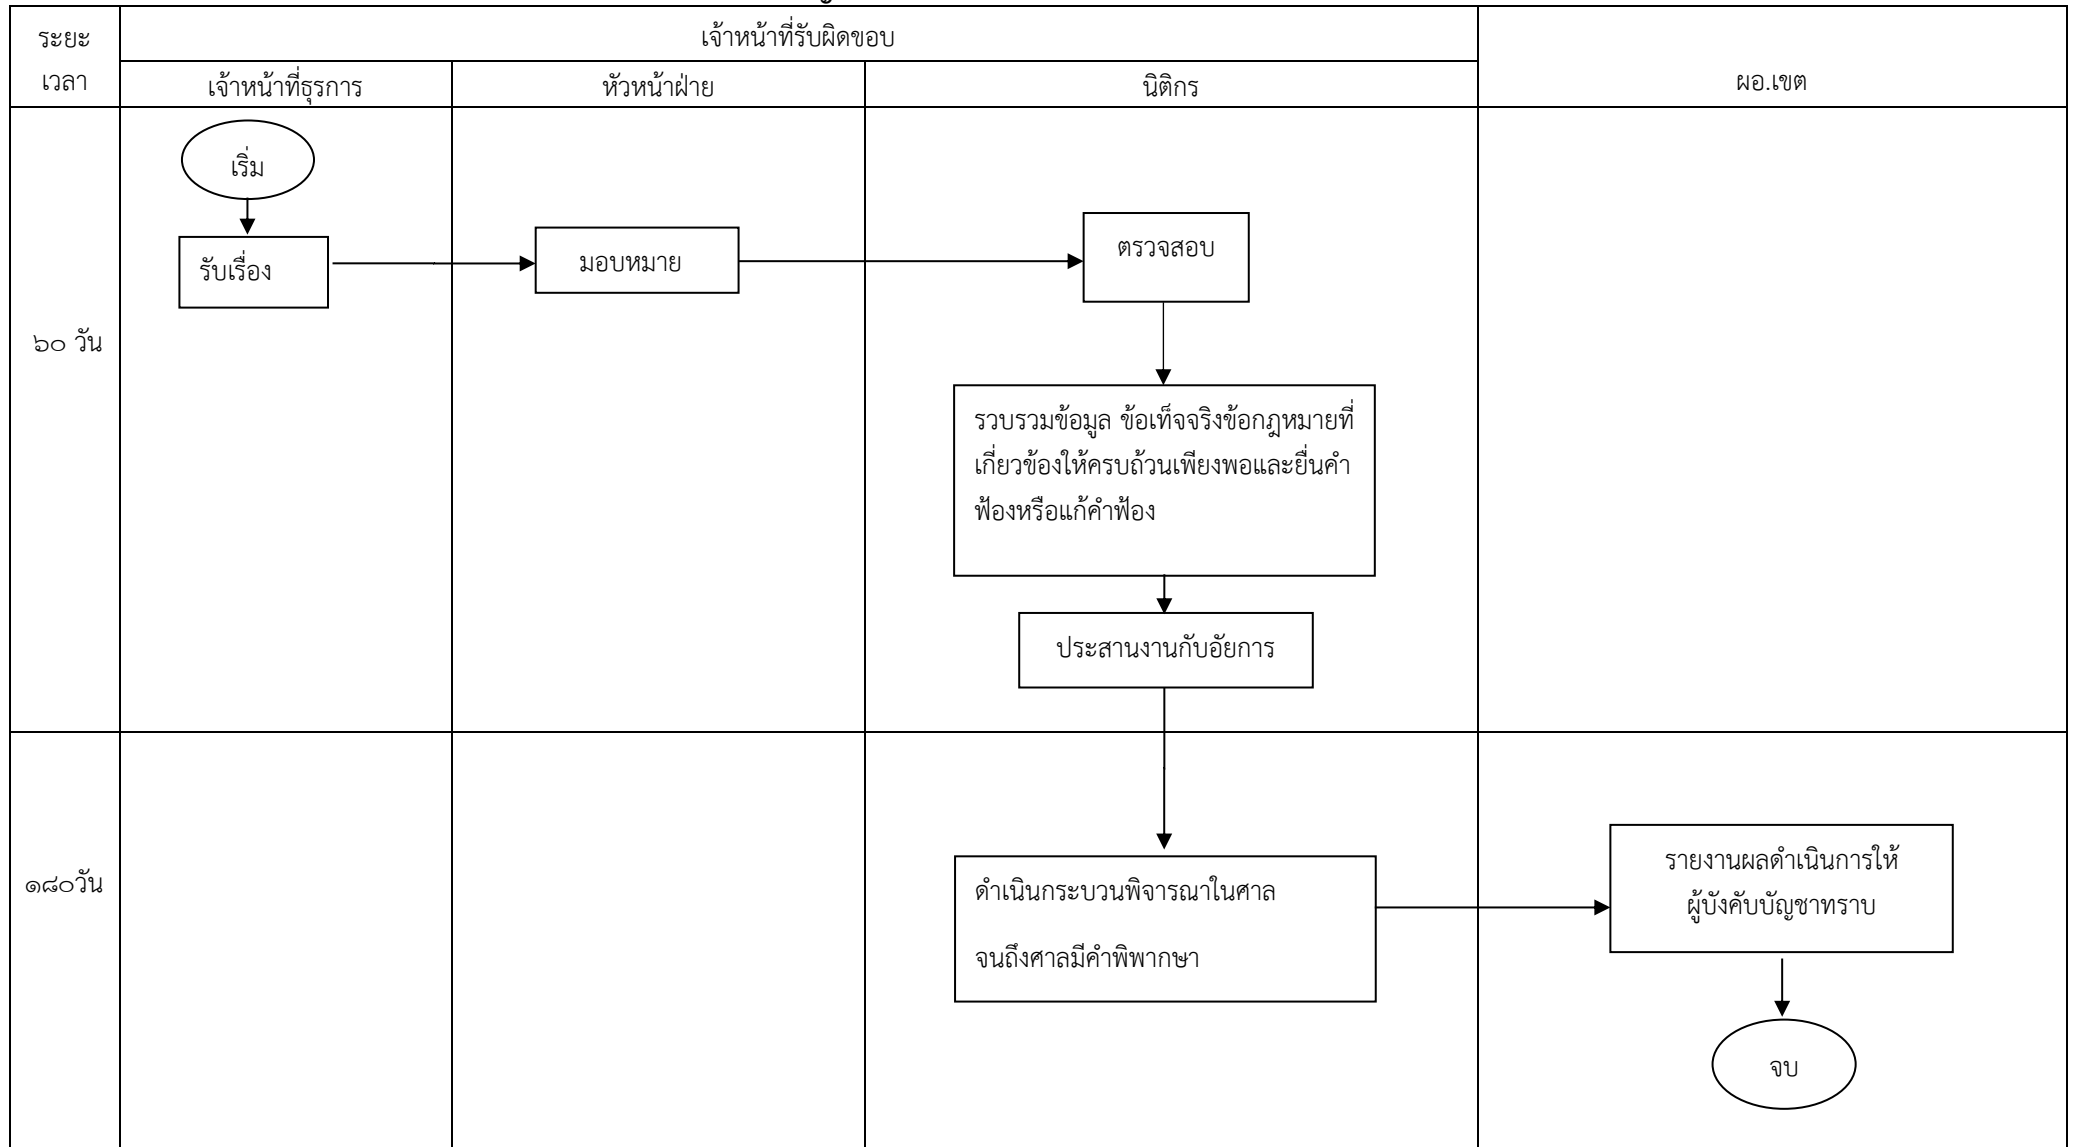 ระยะ
เวลา
เจ้าหน้าที่รับผิดชอบ
เจ้าหน้าที่ธุรการ
หัวหน้าฝ่าย
นิติกร
ผอ.เขต
เริ่ม
รับเรื่อง
มอบหมาย
ตรวจสอบ
๖๐ วัน
รวบรวมข้อมูล ข้อเท็จจริงข้อกฎหมายที่
เกี่ยวข้องให้ครบถ้วนเพียงพอและยื่นคำ
ฟ้องหรือแก้คำฟ้อง
ประสานงานกับอัยการ
๑๘๐วัน
ดำเนินกระบวนพิจารณาในศาล
จนถึงศาลมีคำพิพากษา
รายงานผลดำเนินการให้
ผู้บังคับบัญชาทราบ
จบ